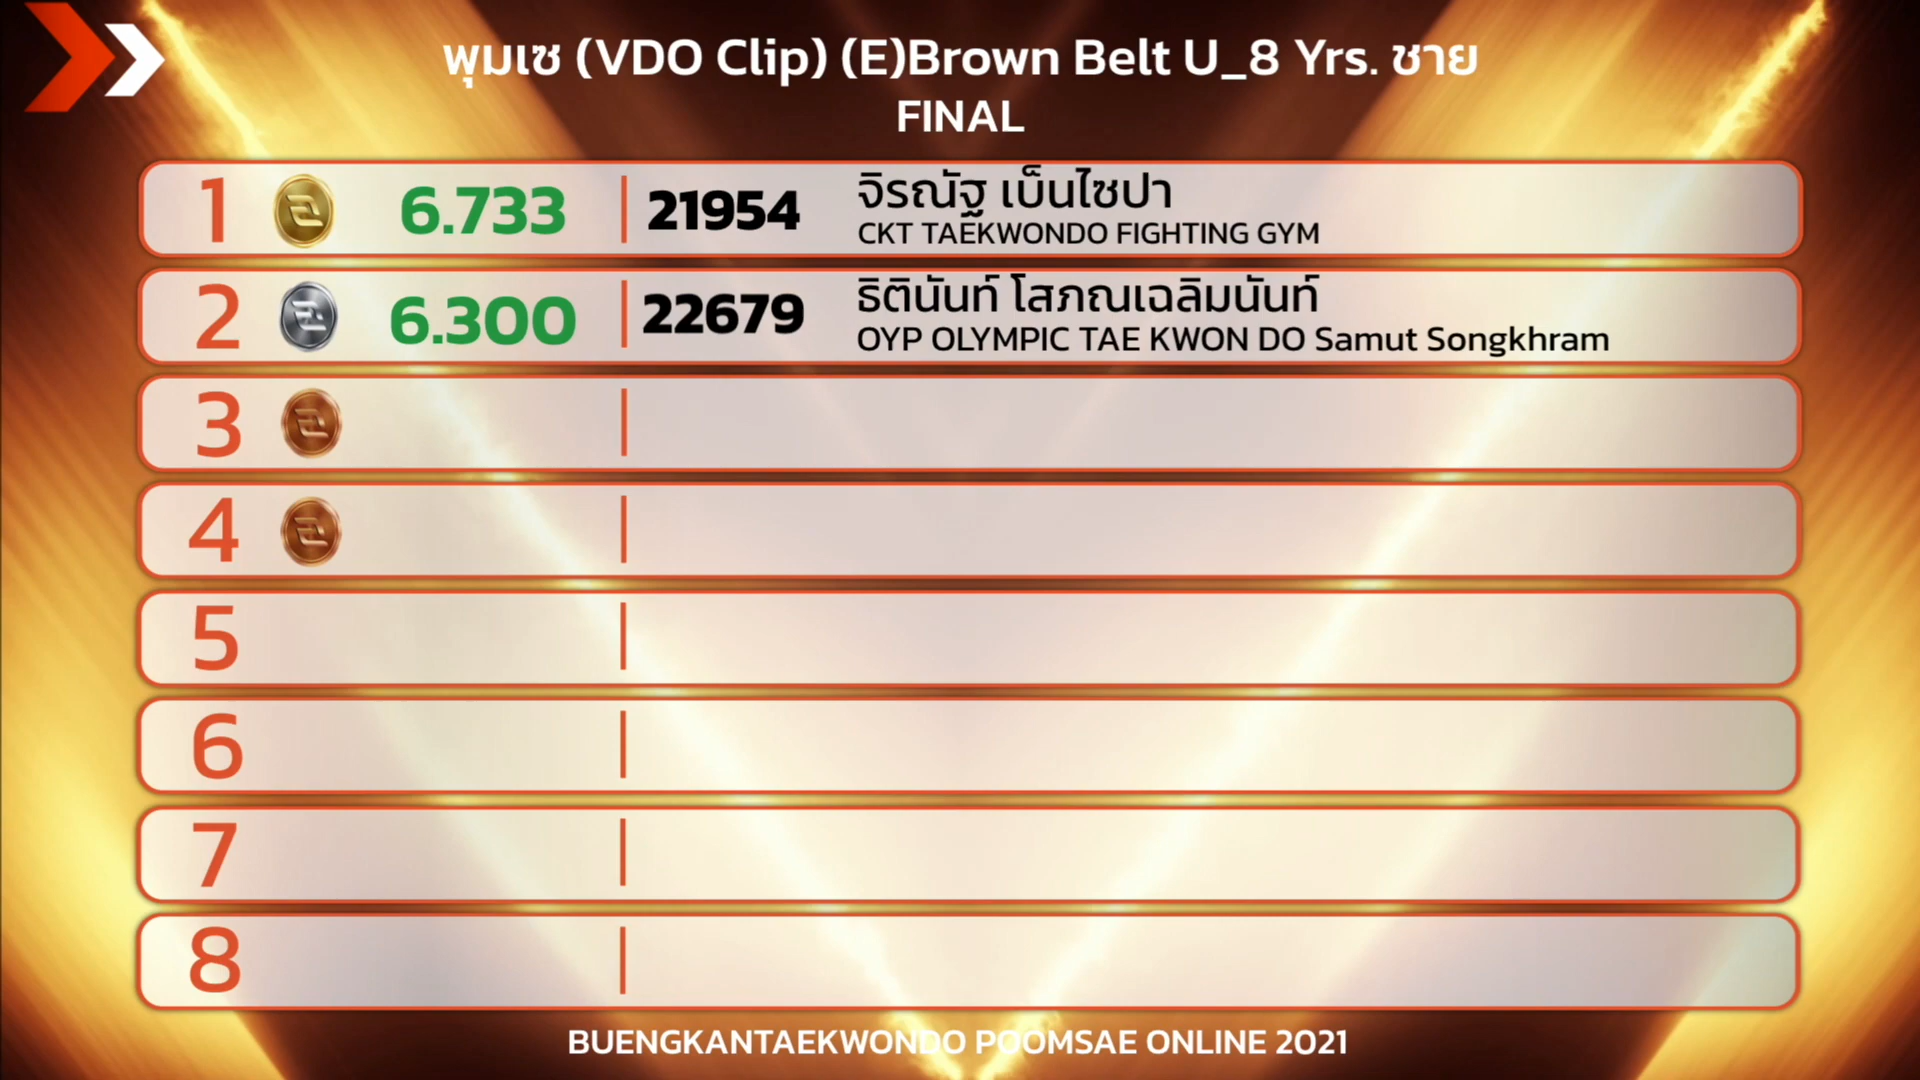 พุมเซ (VDO Clip) (E)Brown Belt U_8 Yrs. ชาย
FINAL
1 6.733 21954 จิรณัฐ เบ็นไซปา
CKT TAEKWONDO FIGHTING GYM
2 6.300 22679 ธิตินันท์ โสภณเฉลิมนันท์
OYP OLYMPIC TAE KWON DO Samut Songkhram
3
4
5
6
7
8
BUENGKANTAEKWONDO POOMSAE ONLINE 2021